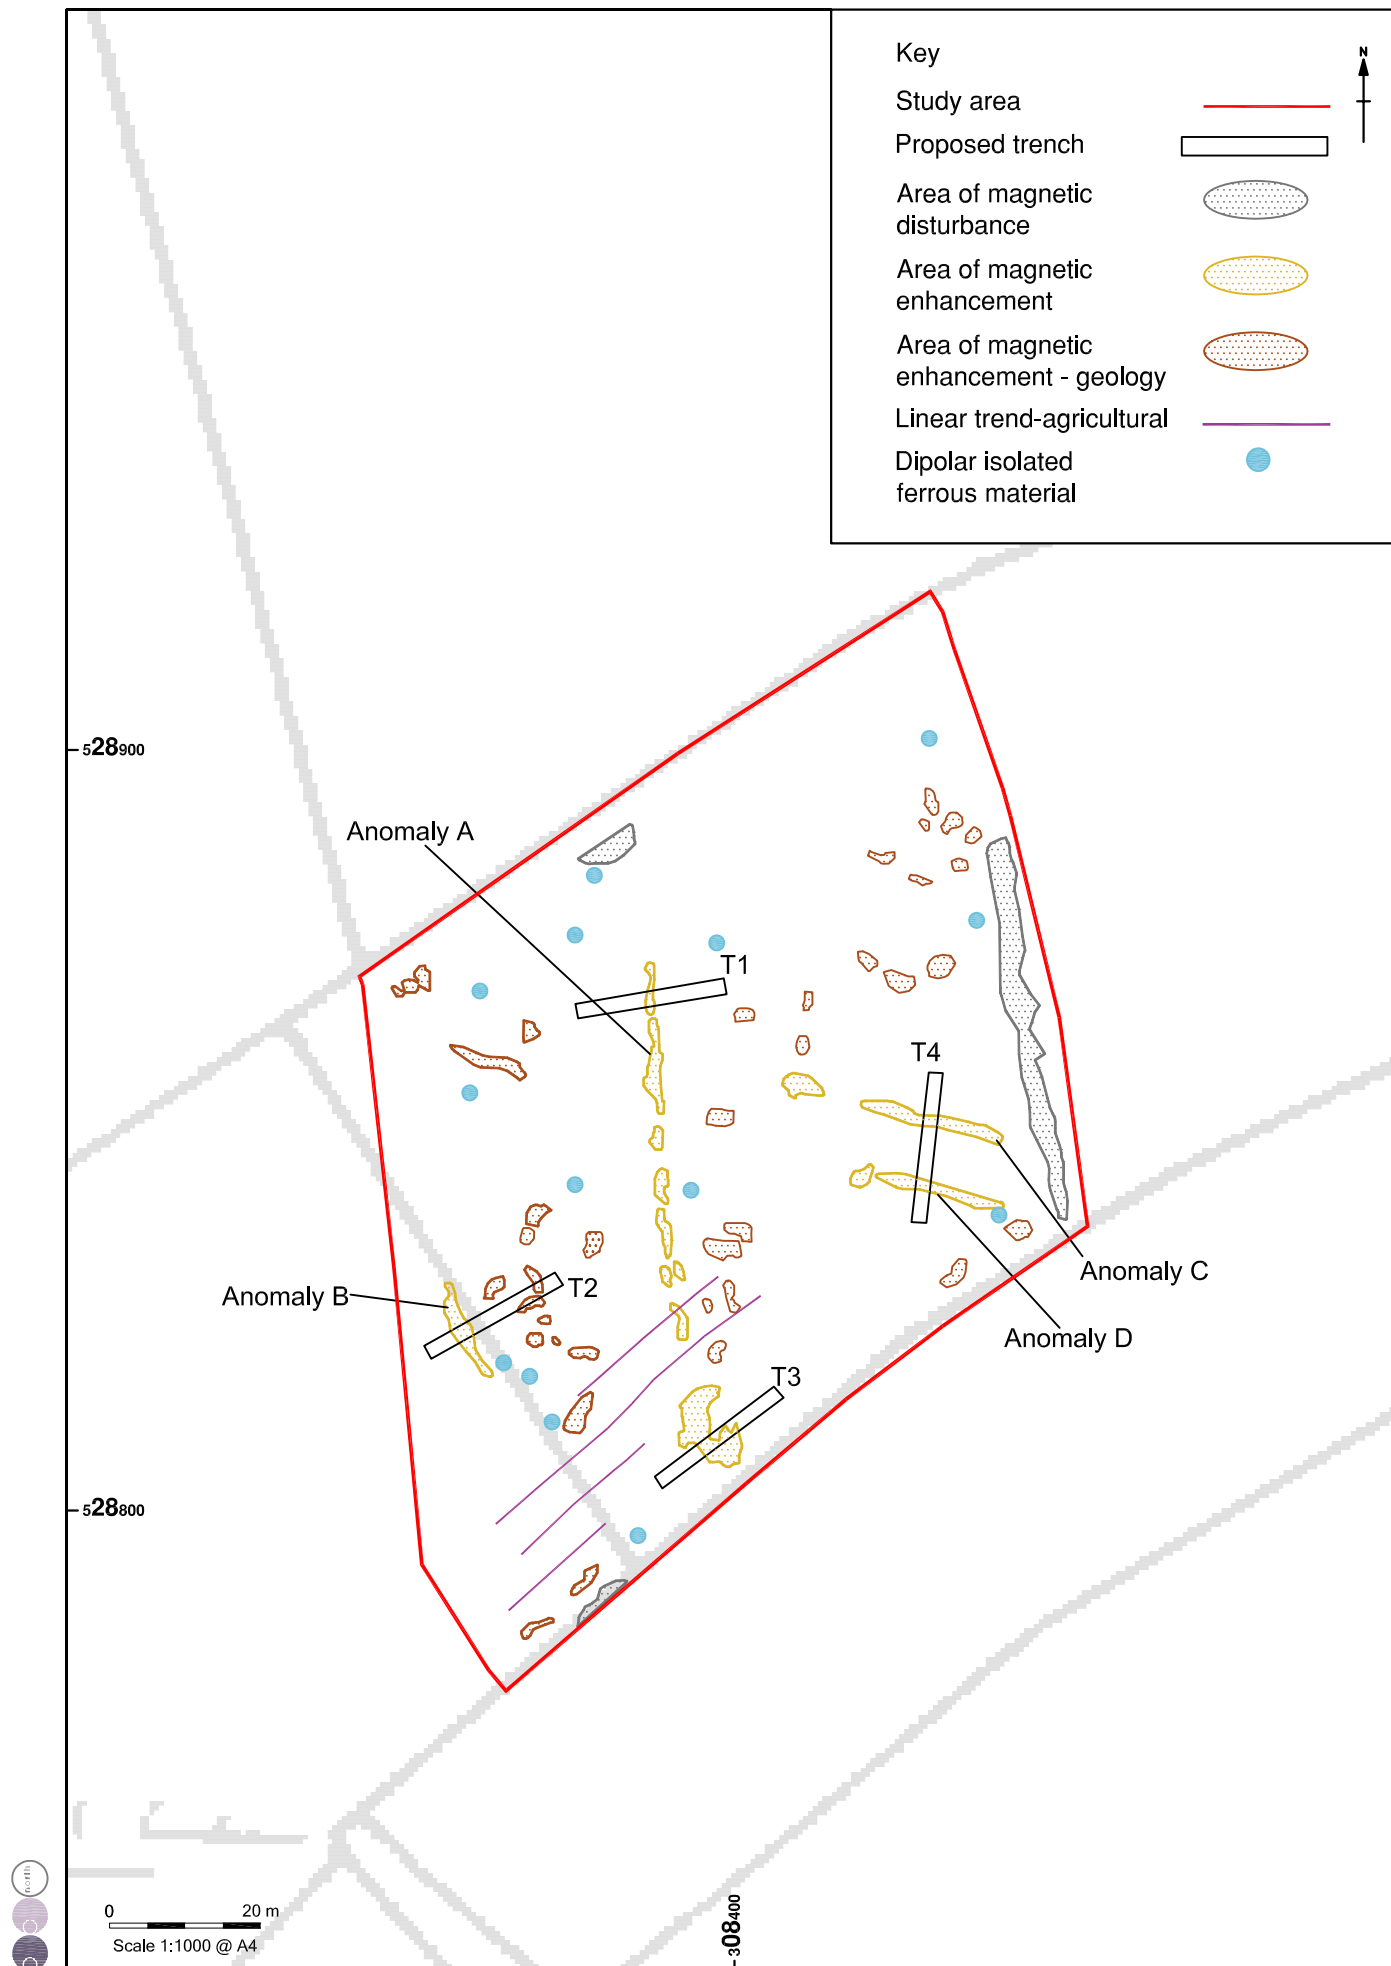 Key
N
Study area
Proposed trench
Area of magnetic
disturbance
Area of magnetic
enhancement
Area of magnetic
enhancement - geology
Linear trend-agricultural
Dipolar isolated
ferrous material
528900
Anomaly A
T1
T4
Anomaly C
T2
Anomaly B
Anomaly D
T3
528800
north
308400
0 20 m
Scale 1:1000 @ A4